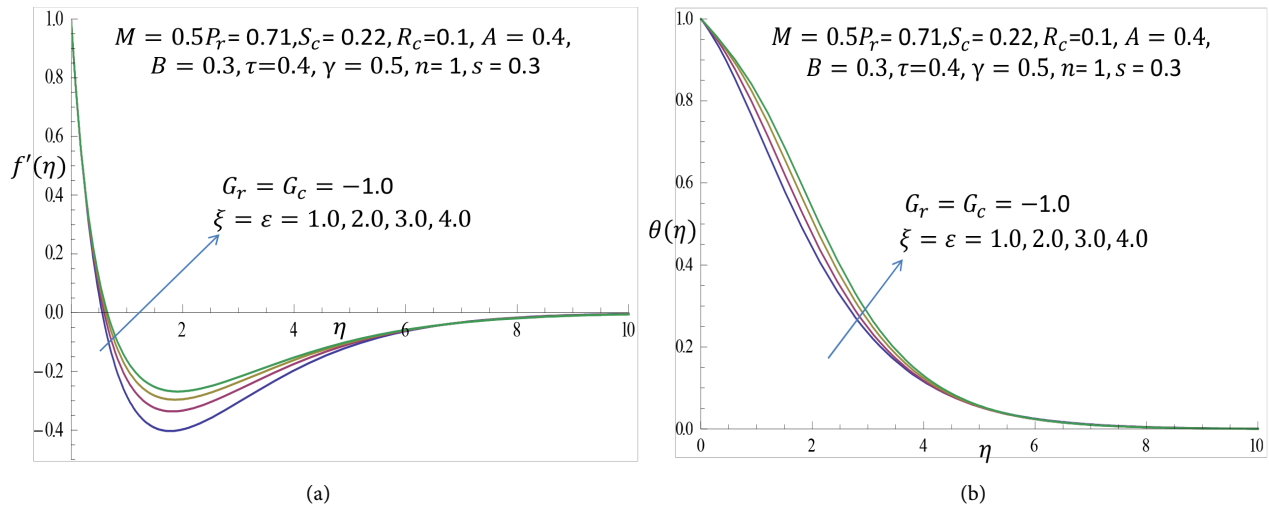 1.0
0.8
0.6
0.4
0.2
0.0
−0.2
−0.4
2
4
6
8
10
f′(η)
η
M = 0.5P_r= 0.71,S_c= 0.22, R_c=0.1, A = 0.4,
B = 0.3, τ=0.4, γ = 0.5, n= 1, s = 0.3
G_r = G_c = −1.0
ξ = ε = 1.0, 2.0, 3.0, 4.0
(a)
1.0
0.8
0.6
0.4
0.2
0.0
0
2
4
6
8
10
θ(η)
η
M = 0.5P_r= 0.71,S_c= 0.22, R_c=0.1, A = 0.4,
B = 0.3, τ=0.4, γ = 0.5, n= 1, s = 0.3
G_r = G_c = −1.0
ξ = ε = 1.0, 2.0, 3.0, 4.0
(b)